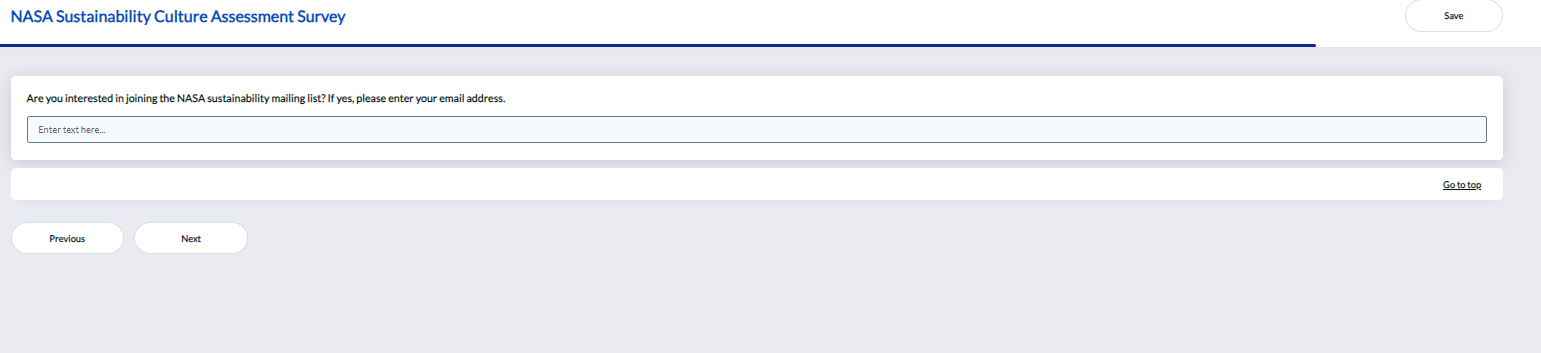 NASA Sustainability Culture Assessment Survey
Save
Are you interested in joining the NASA sustainability mailing list? If yes, please enter your email address.
Enter text here...
Go to top
Previous
Next